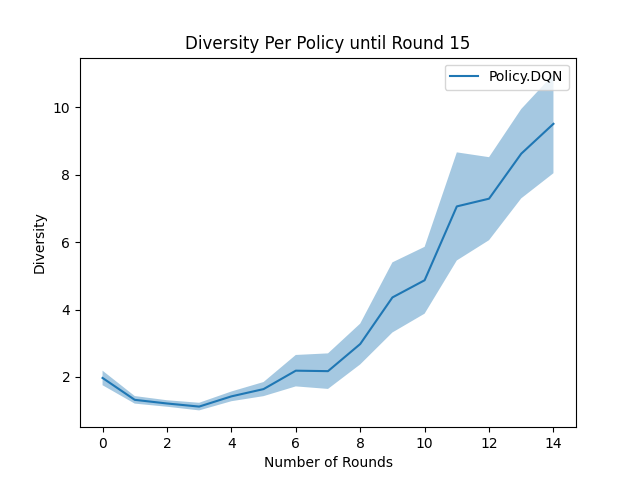 Diversity Per Policy until Round 15
Policy.DQN
10
8
6
4
2
Diversity
0 2 4 6 8 10 12 14
Number of Rounds